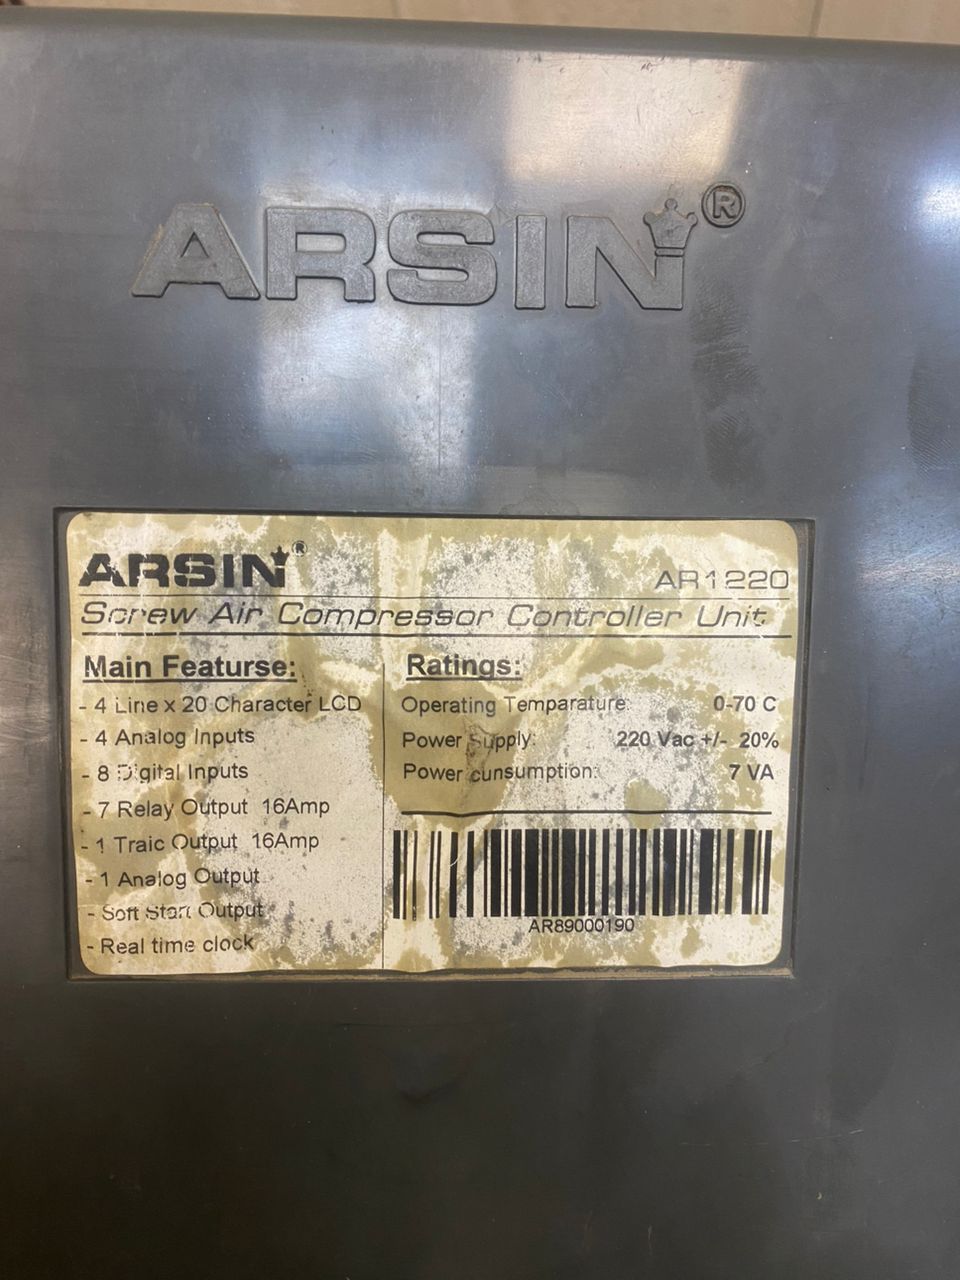 ARSIN®
ARSIN®
AR1220
Screw Air Compressor Controller Unit
Main Featurse:
- 4 Line x 20 Character LCD
- 4 Analog Inputs
- 8 Digital Inputs
- 7 Relay Output 16Amp
- 1 Traic Output 16Amp
- 1 Analog Output
- Soft Start Output
- Real time clock
Ratings:
Operating Temparature: 0-70 C
Power Supply: 220 Vac +/- 20%
Power cunsumption: 7 VA
AR89000190